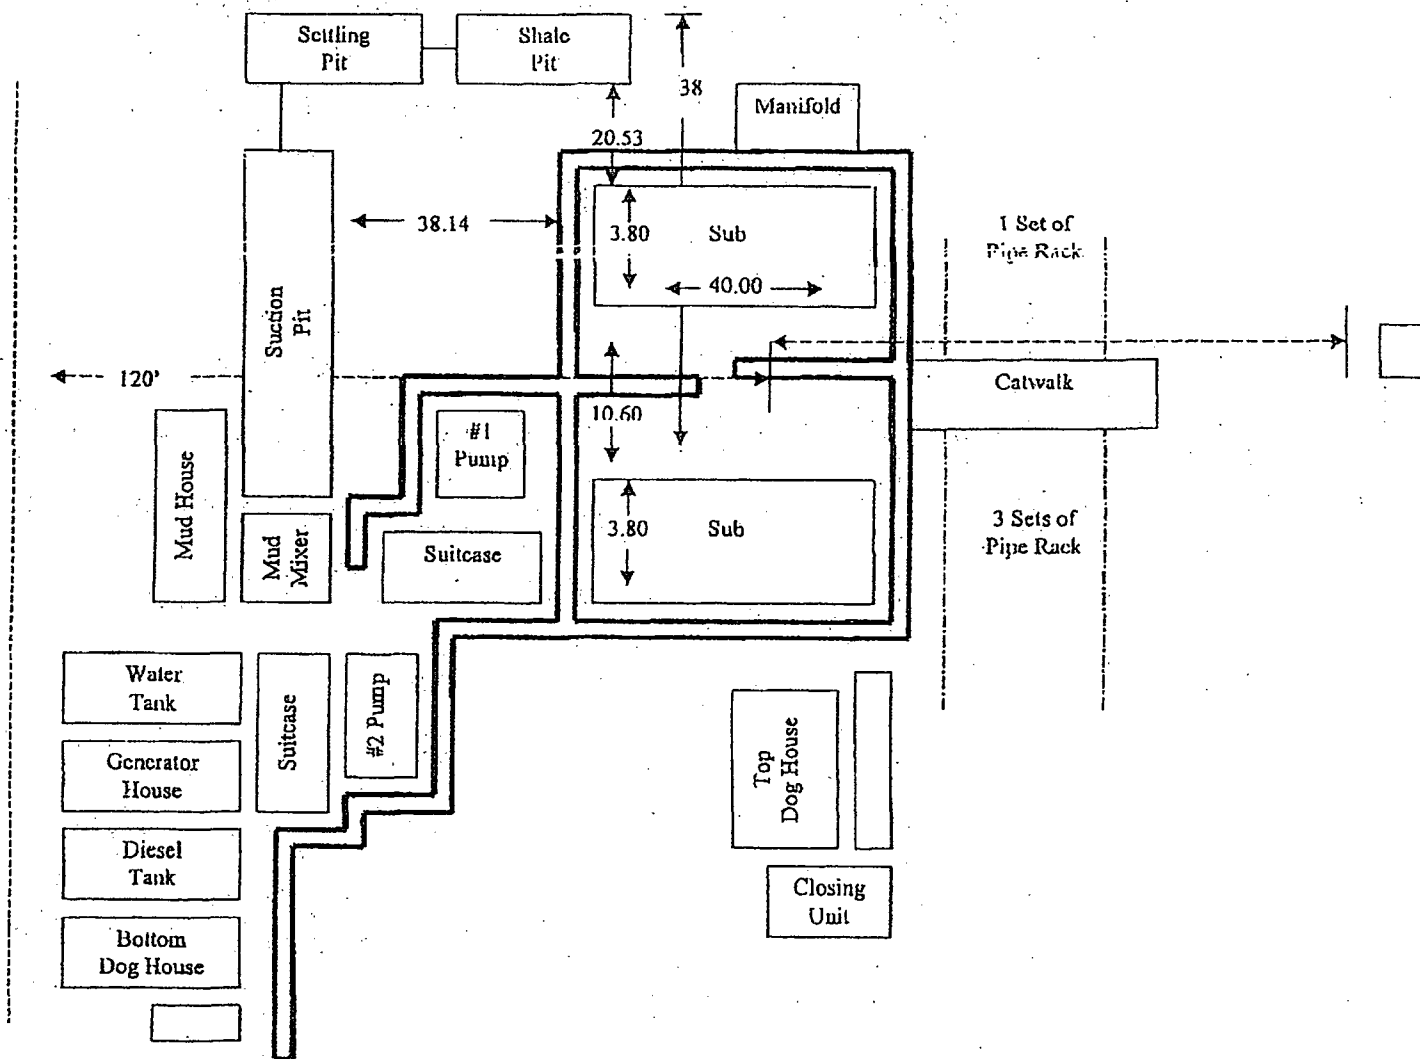 Settling
Pit
Shale
Pit
38
Manifold
20.53
38.14
3.80
Sub
40.00
1 Set of
Pipe Rack
Suction
Pit
120'
Catwalk
10.60
#1
Pump
Mud House
Mud
Mixer
Suitcase
3.80
Sub
3 Sets of
Pipe Rack
Water
Tank
Suitcase
#2 Pump
Generator
House
Top
Dog House
Diesel
Tank
Closing
Unit
Bottom
Dog House